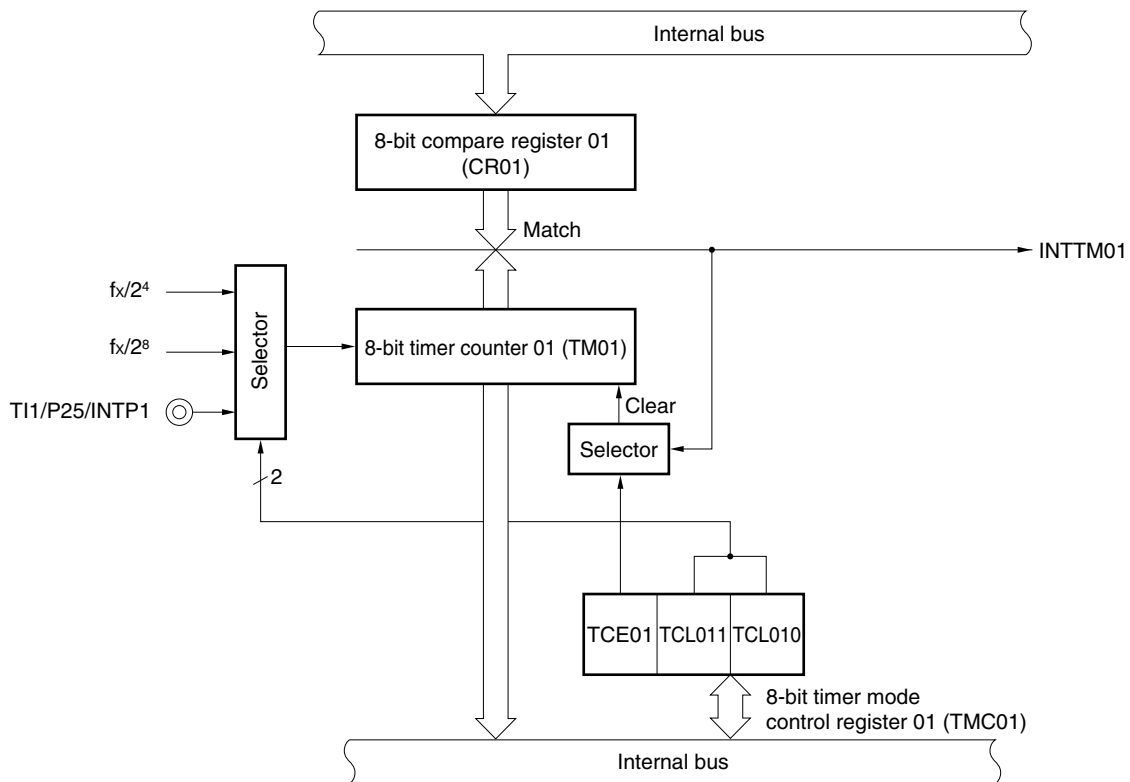 Internal bus
8-bit compare register 01
(CR01)
Match
INTTM01
fx/2⁴
fx/2⁸
TI1/P25/INTP1
Selector
8-bit timer counter 01 (TM01)
Clear
Selector
2
TCE01
TCL011
TCL010
8-bit timer mode
control register 01 (TMC01)
Internal bus